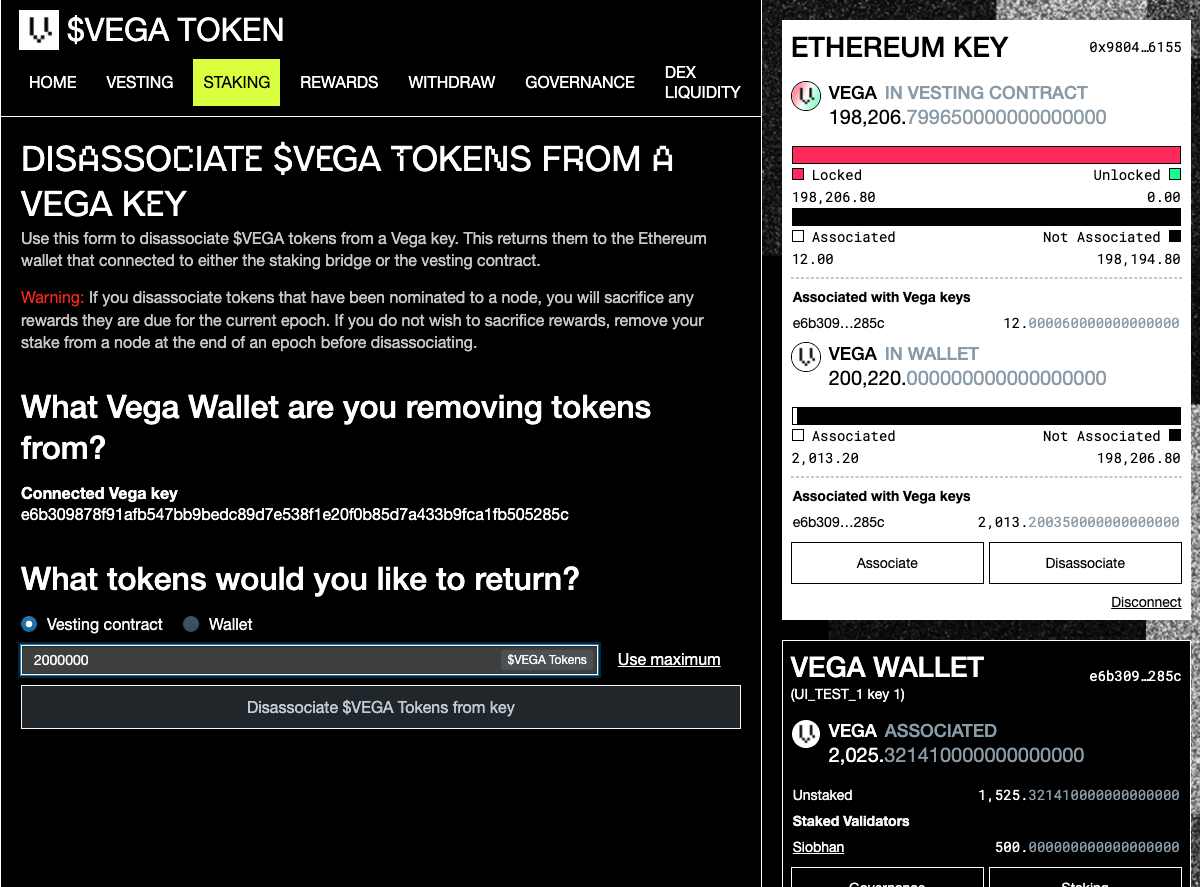 $VEGA TOKEN
HOME
VESTING
STAKING
REWARDS
WITHDRAW
GOVERNANCE
DEX
LIQUIDITY
DISASSOCIATE $VEGA TOKENS FROM A
VEGA KEY
Use this form to disassociate $VEGA tokens from a Vega key. This returns them to the Ethereum
wallet that connected to either the staking bridge or the vesting contract.
Warning: If you disassociate tokens that have been nominated to a node, you will sacrifice any
rewards they are due for the current epoch. If you do not wish to sacrifice rewards, remove your
stake from a node at the end of an epoch before disassociating.
What Vega Wallet are you removing tokens
from?
Connected Vega key
e6b309878f91afb547bb9bedc89d7e538f1e20f0b85d7a433b9fca1fb505285c
What tokens would you like to return?
Vesting contract
Wallet
2000000
$VEGA Tokens
Use maximum
Disassociate $VEGA Tokens from key
ETHEREUM KEY
0x9804…6155
VEGA IN VESTING CONTRACT
198,206.799650000000000000
Locked
Unlocked
198,206.80
0.00
Associated
Not Associated
12.00
198,194.80
Associated with Vega keys
e6b309…285c
12.000060000000000000
VEGA IN WALLET
200,220.000000000000000000
Associated
Not Associated
2,013.20
198,206.80
Associated with Vega keys
e6b309…285c
2,013.200350000000000000
Associate
Disassociate
Disconnect
VEGA WALLET
e6b309…285c
(UI_TEST_1 key 1)
VEGA ASSOCIATED
2,025.321410000000000000
Unstaked
1,525.321410000000000000
Staked Validators
Siobhan
500.000000000000000000
Governance
Staking